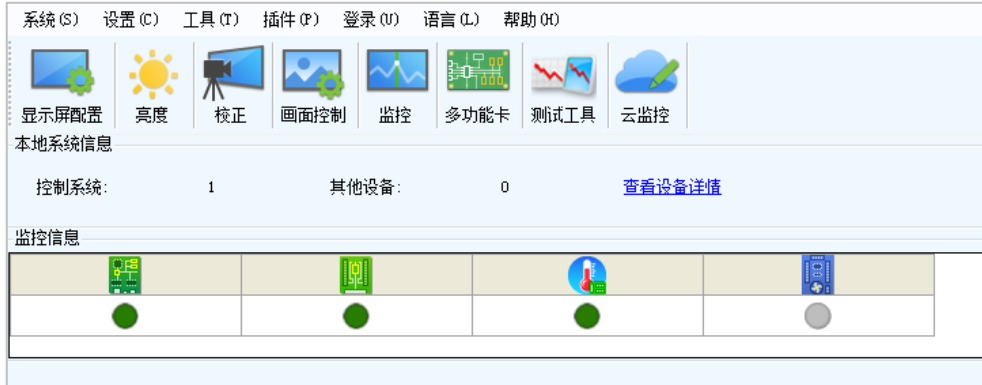 系统(S) 设置(C) 工具(T) 插件(P) 登录(U) 语言(L) 帮助(H)
显示屏配置 亮度 校正 画面控制 监控 多功能卡 测试工具 云监控
本地系统信息
控制系统: 1 其他设备: 0 查看设备详情
监控信息